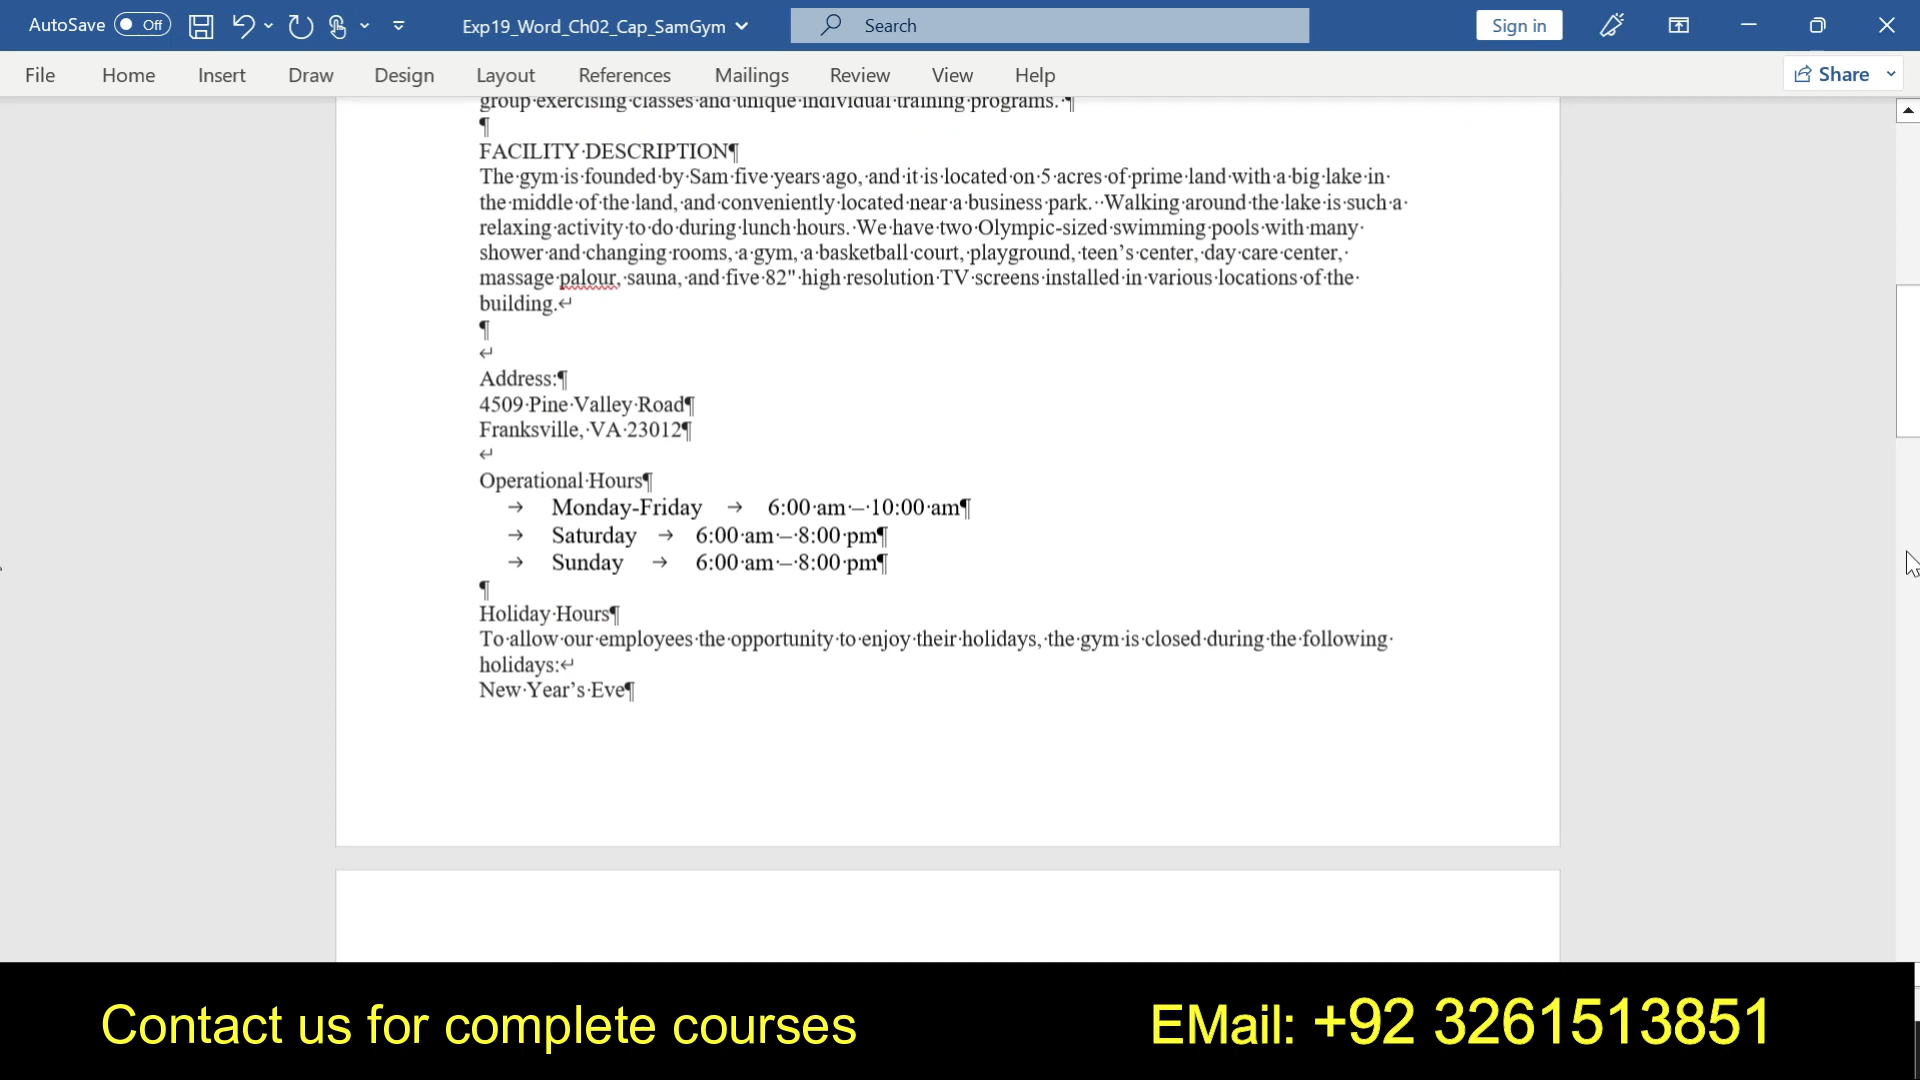 AutoSave Off Exp19_Word_Ch02_Cap_SamGym Search Sign in
File Home Insert Draw Design Layout References Mailings Review View Help Share
group·exercising·classes·and·unique·individual·training·programs.·¶
¶
FACILITY·DESCRIPTION¶
The·gym·is·founded·by·Sam·five·years·ago,·and·it·is·located·on·5·acres·of·prime·land·with·a·big·lake·in·
the·middle·of·the·land,·and·conveniently·located·near·a·business·park.··Walking·around·the·lake·is·such·a·
relaxing·activity·to·do·during·lunch·hours.·We·have·two·Olympic-sized·swimming·pools·with·many·
shower·and·changing·rooms,·a·gym,·a·basketball·court,·playground,·teen’s·center,·day·care·center,·
massage·palour,·sauna,·and·five·82"·high·resolution·TV·screens·installed·in·various·locations·of·the·
building.↵
¶
↵
Address:¶
4509·Pine·Valley·Road¶
Franksville,·VA·23012¶
↵
Operational·Hours¶
→ Monday-Friday → 6:00·am·–·10:00·am¶
→ Saturday → 6:00·am·–·8:00·pm¶
→ Sunday → 6:00·am·–·8:00·pm¶
¶
Holiday·Hours¶
To·allow·our·employees·the·opportunity·to·enjoy·their·holidays,·the·gym·is·closed·during·the·following·
holidays:↵
New·Year’s·Eve¶
Contact us for complete courses EMail: +92 3261513851